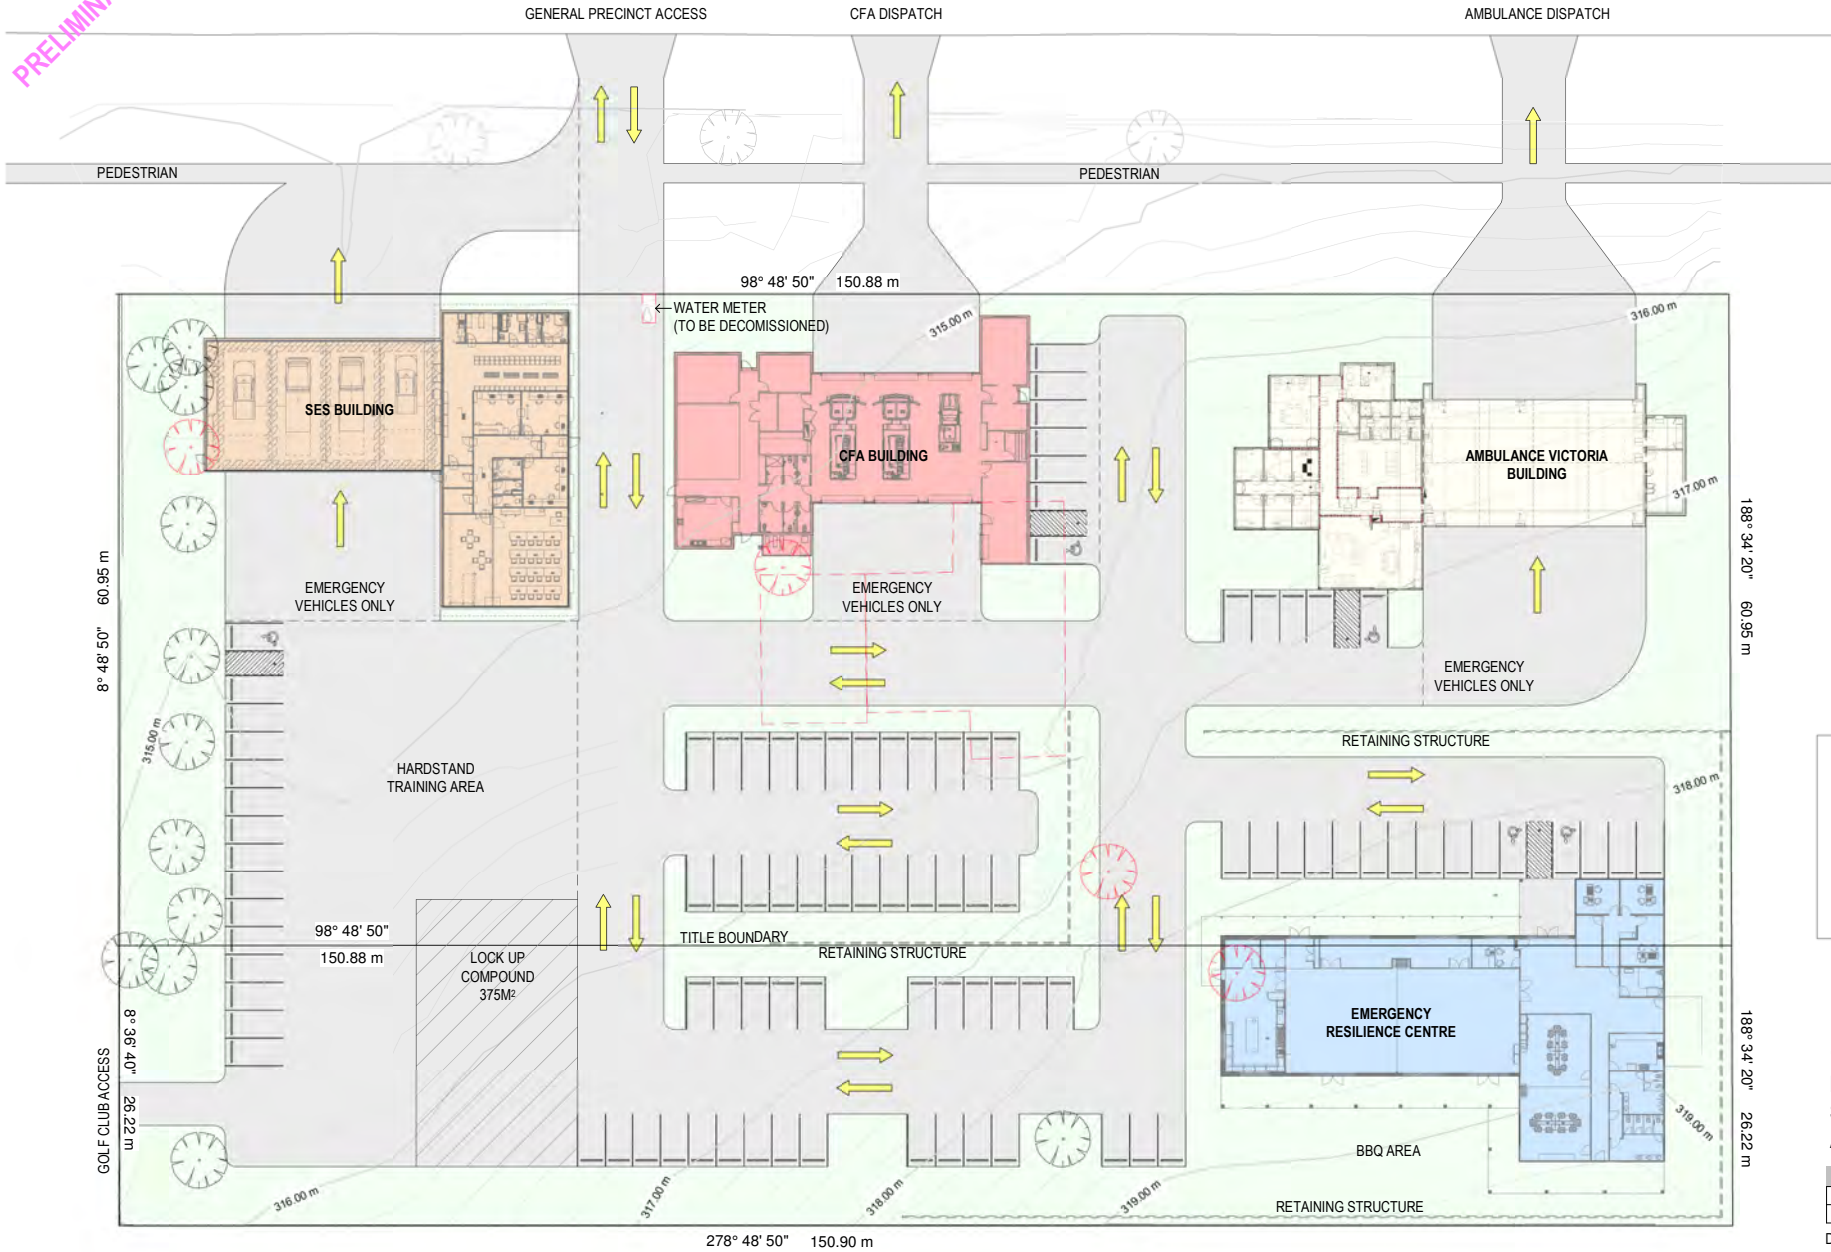 PRELIMINA
GENERAL PRECINCT ACCESS
CFA DISPATCH
AMBULANCE DISPATCH
PEDESTRIAN
PEDESTRIAN
98° 48' 50" 150.88 m
WATER METER
(TO BE DECOMISSIONED)
315.00 m
316.00 m
SES BUILDING
CFA BUILDING
AMBULANCE VICTORIA
BUILDING
317.00 m
188° 34' 20" 60.95 m
8° 48' 50" 60.95 m
EMERGENCY
VEHICLES ONLY
EMERGENCY
VEHICLES ONLY
EMERGENCY
VEHICLES ONLY
315.00 m
RETAINING STRUCTURE
HARDSTAND
TRAINING AREA
318.00 m
98° 48' 50"
150.88 m
TITLE BOUNDARY
RETAINING STRUCTURE
LOCK UP
COMPOUND
375M²
EMERGENCY
RESILIENCE CENTRE
8° 36' 40" 26.22 m
GOLF CLUB ACCESS
188° 34' 20" 26.22 m
319.00 m
BBQ AREA
316.00 m
317.00 m
318.00 m
319.00 m
RETAINING STRUCTURE
278° 48' 50" 150.90 m